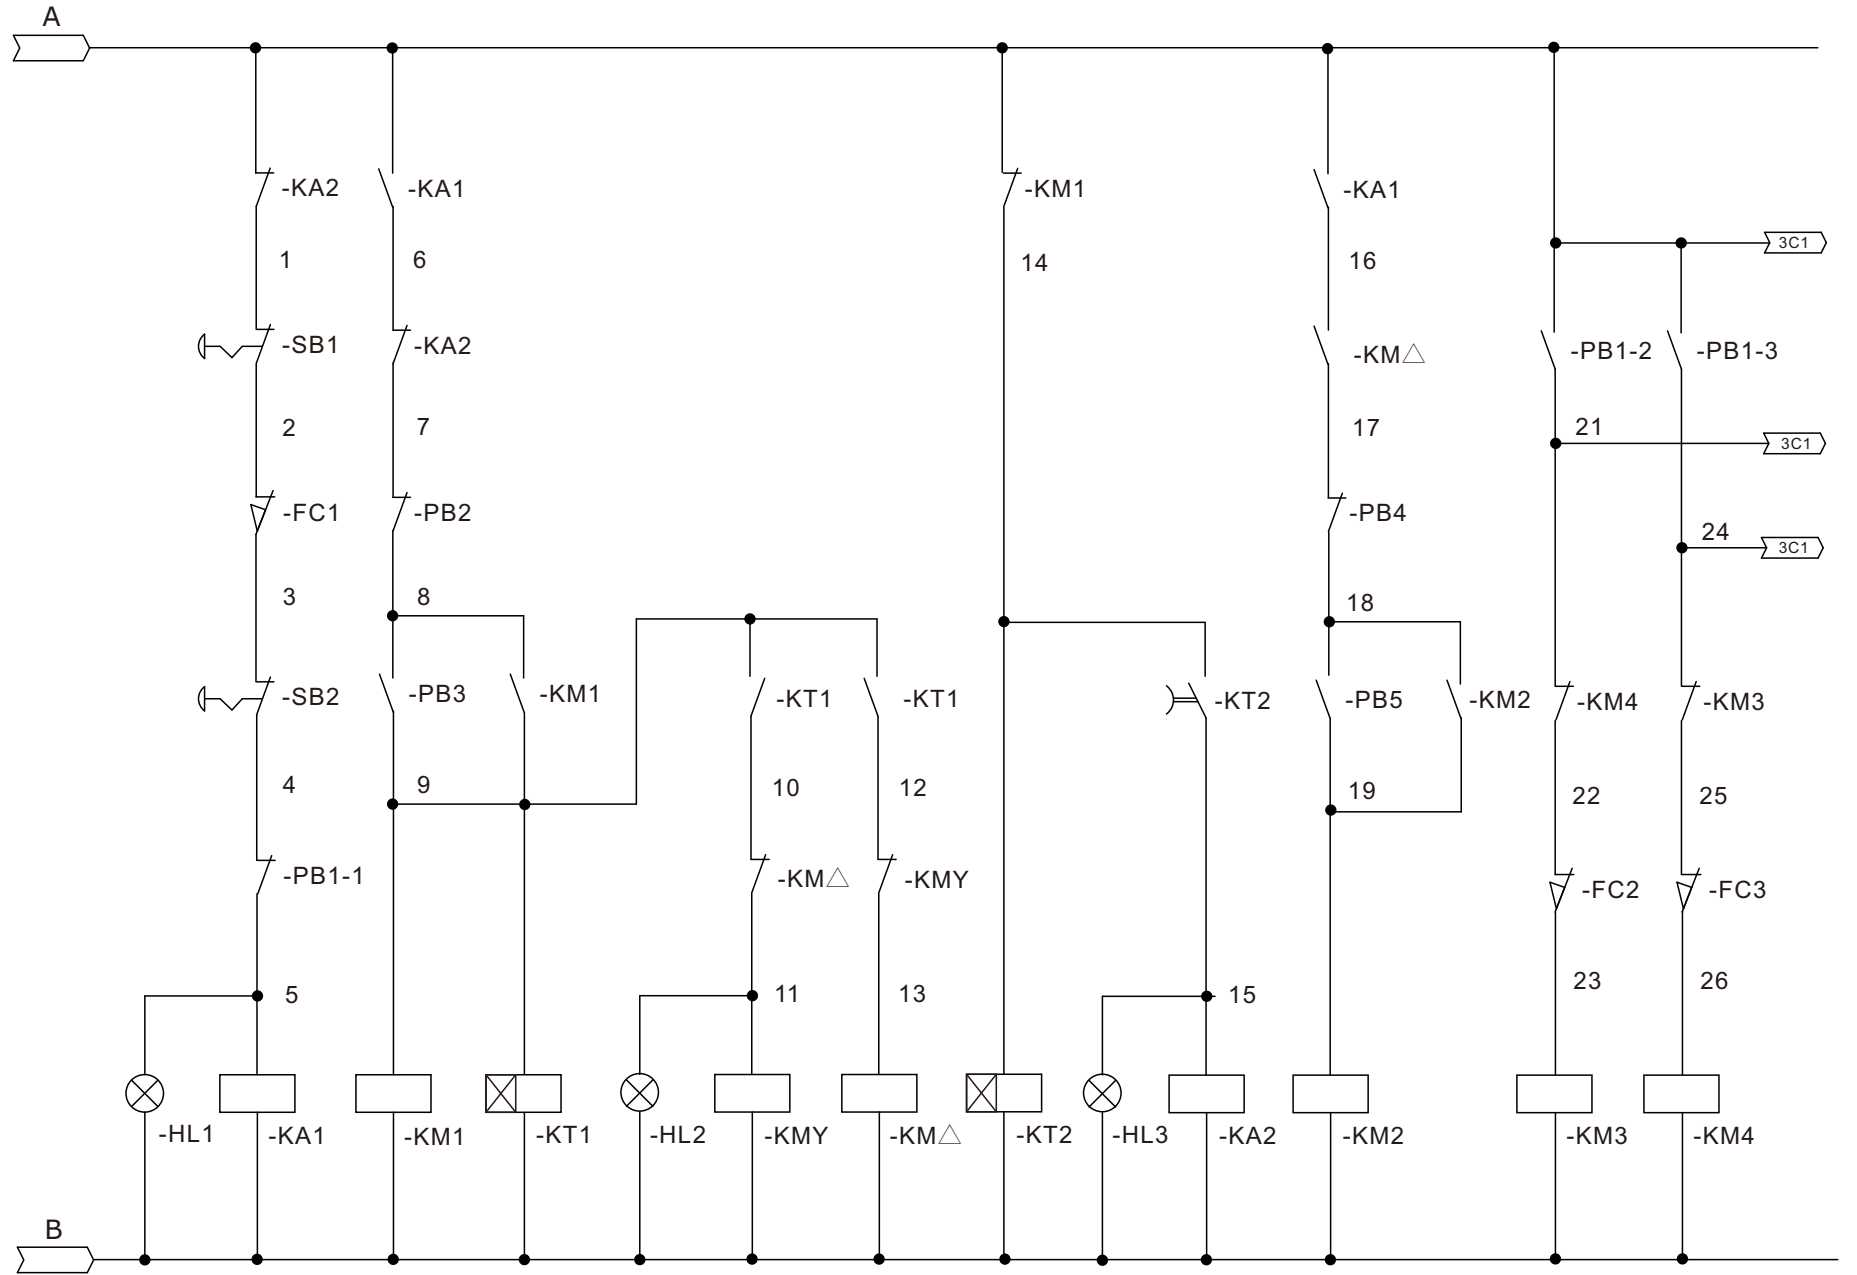 A
-KA2 -KA1 -KM1 -KA1
3C1
1 6 14 16
-SB1 -KA2 -KM△ -PB1-2 -PB1-3
2 7 17 21 3C1
-FC1 -PB2 -PB4
24 3C1
3 8 18
-SB2 -PB3 -KM1 -KT1 -KT1 -KT2 -PB5 -KM2 -KM4 -KM3
4 9 10 12 19 22 25
-PB1-1 -KM△ -KMY -FC2 -FC3
5 11 13 15 23 26
-HL1 -KA1 -KM1 -KT1 -HL2 -KMY -KM△ -KT2 -HL3 -KA2 -KM2 -KM3 -KM4
B